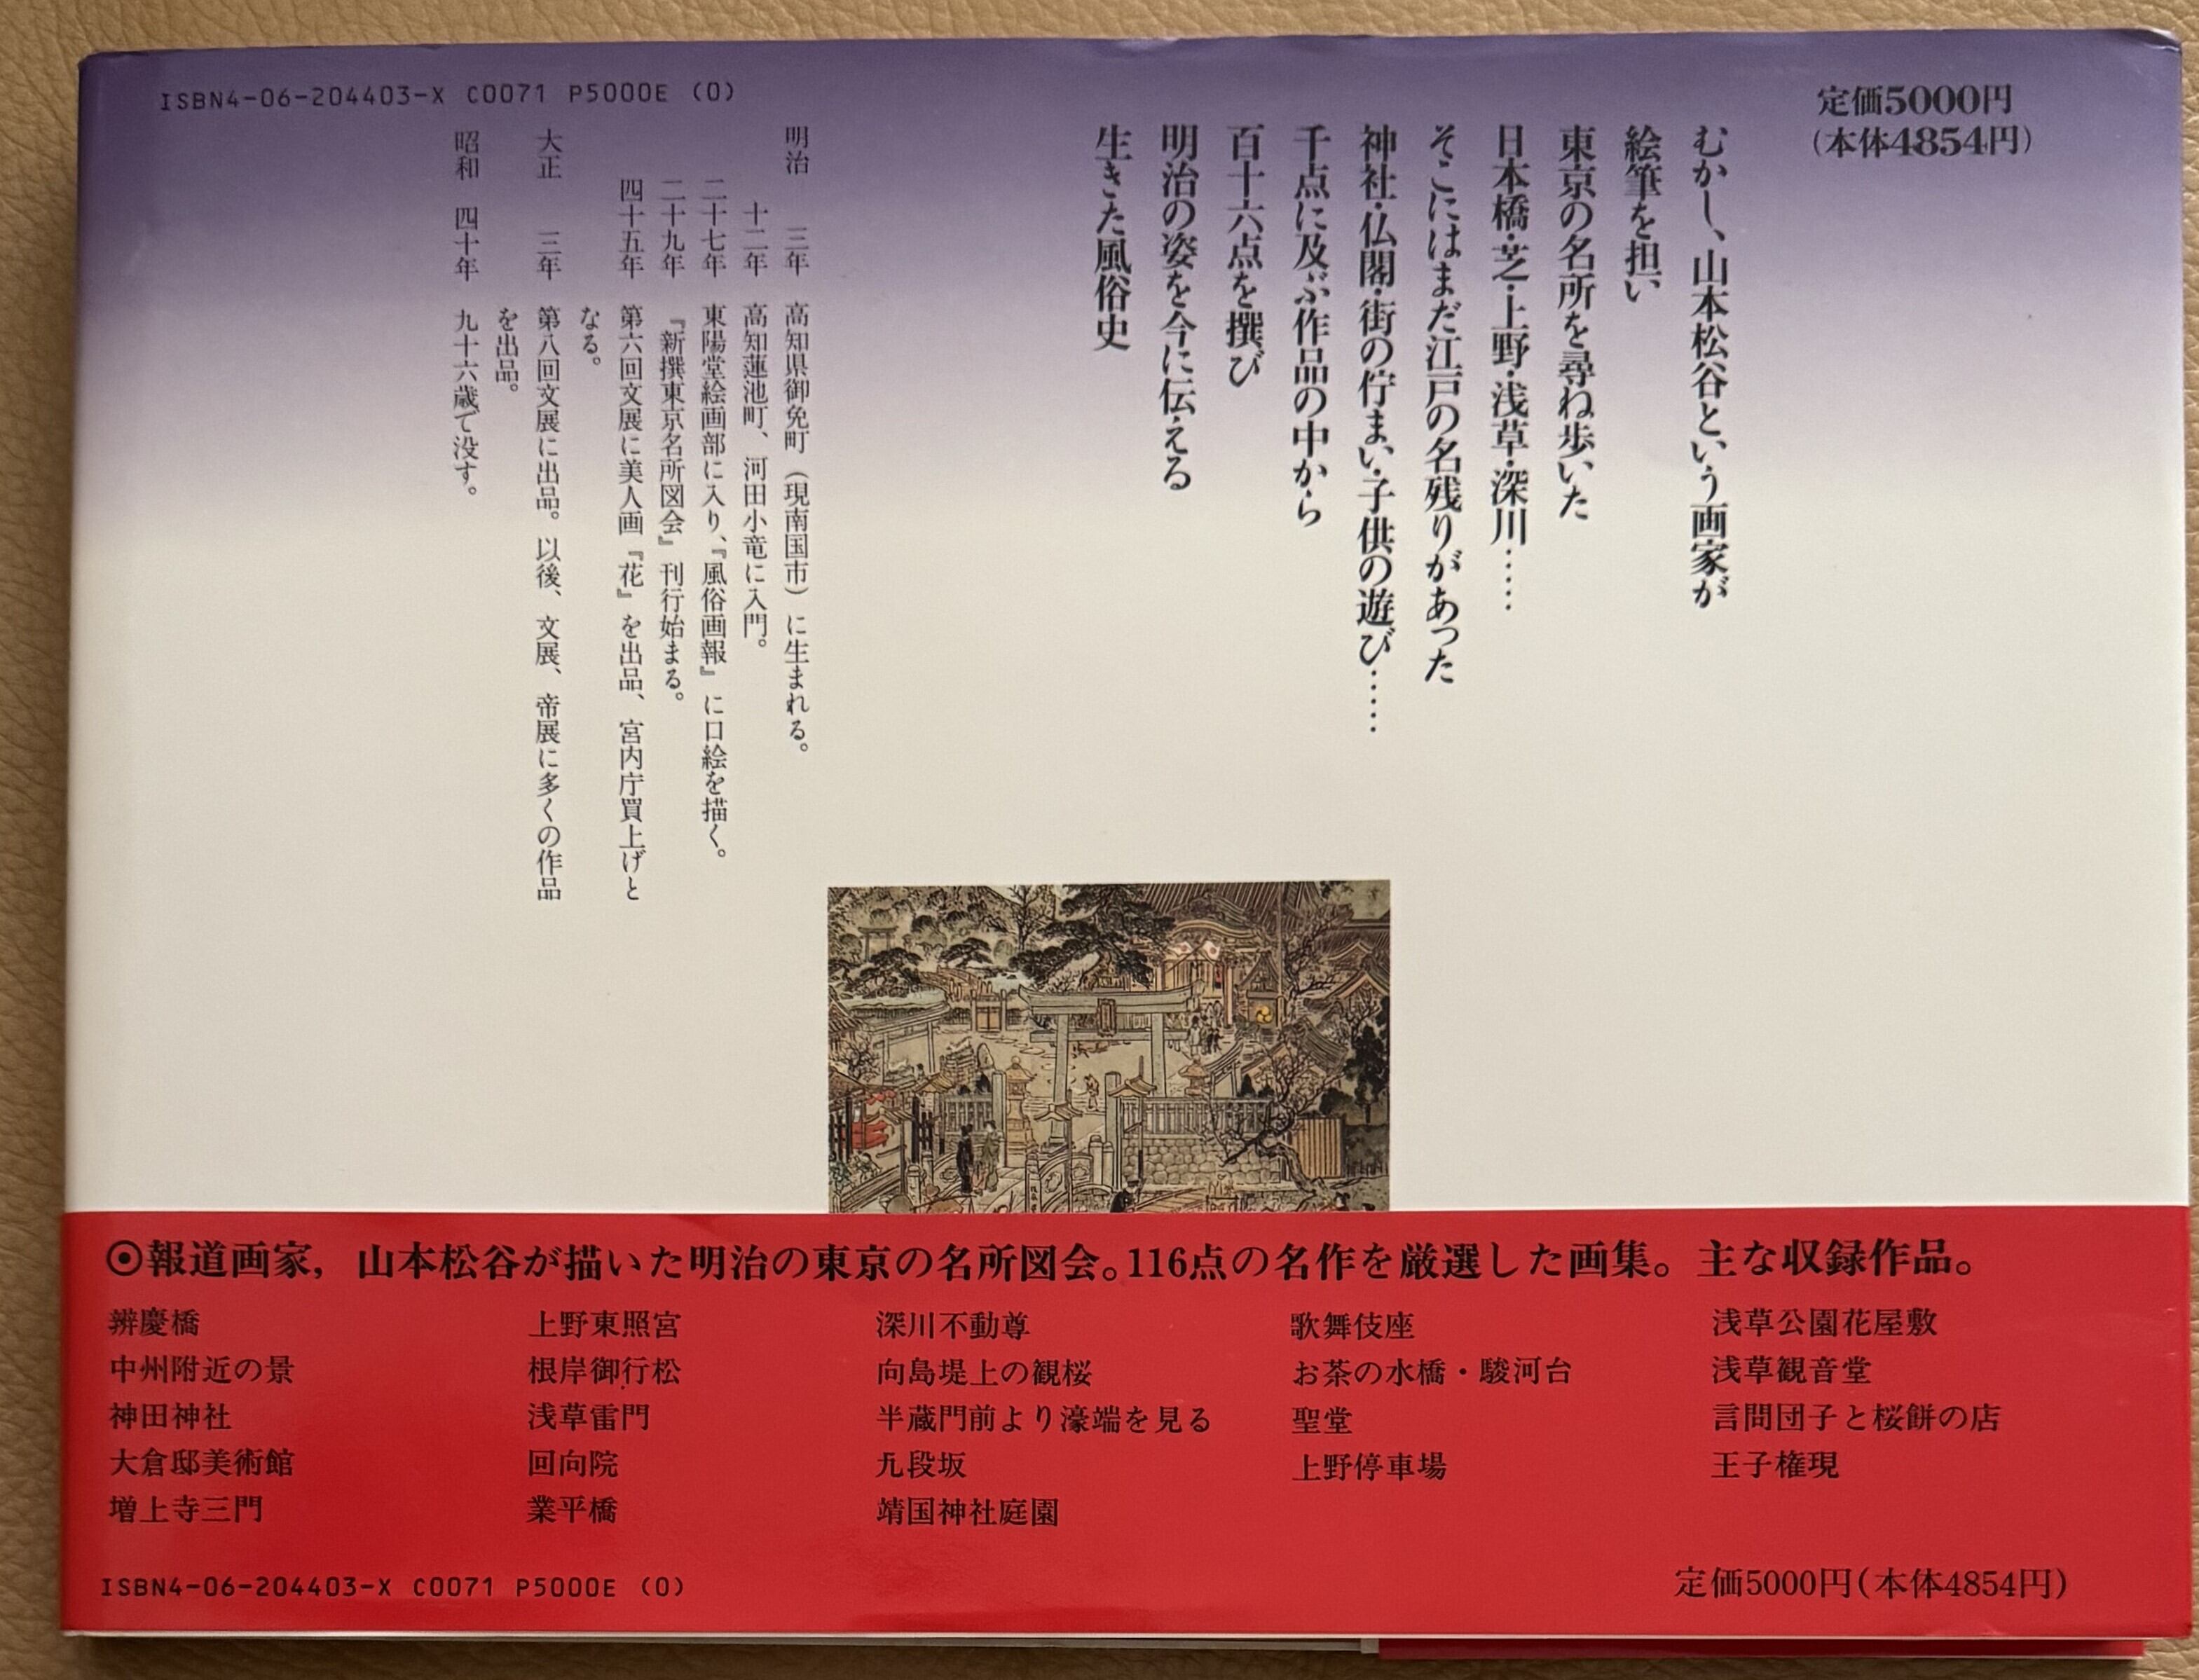 ISBN4-06-204403-X C0071 P5000E (0)
定価5000円
(本体4854円)
むかし、山本松谷という画家が
絵筆を担い
東京の名所を尋ね歩いた
日本橋・芝・上野・浅草・深川……
そこにはまだ江戸の名残りがあった
神社・仏閣・街の佇まい・子供の遊び……
千点に及ぶ作品の中から
百十六点を撰び
明治の姿を今に伝える
生きた風俗史
明治 三年 高知県御免町（現南国市）に生まれる。
十二年 高知蓮池町、河田小竜に入門。
二十七年 東陽堂絵画部に入り、『風俗画報』に口絵を描く。
二十九年 『新撰東京名所図会』刊行始まる。
四十五年 第六回文展に美人画『花』を出品、宮内庁買上げと
なる。
大正 三年 第八回文展に出品。以後、文展、帝展に多くの作品
を出品。
昭和 四十年 九十六歳で没す。
⦿報道画家，山本松谷が描いた明治の東京の名所図会。116点の名作を厳選した画集。主な収録作品。
辨慶橋
中州附近の景
神田神社
大倉邸美術館
増上寺三門
上野東照宮
根岸御行松
浅草雷門
回向院
業平橋
深川不動尊
向島堤上の観桜
半蔵門前より濠端を見る
九段坂
靖国神社庭園
歌舞伎座
お茶の水橋・駿河台
聖堂
上野停車場
浅草公園花屋敷
浅草観音堂
言問団子と桜餅の店
王子権現
ISBN4-06-204403-X C0071 P5000E (0)
定価5000円(本体4854円)